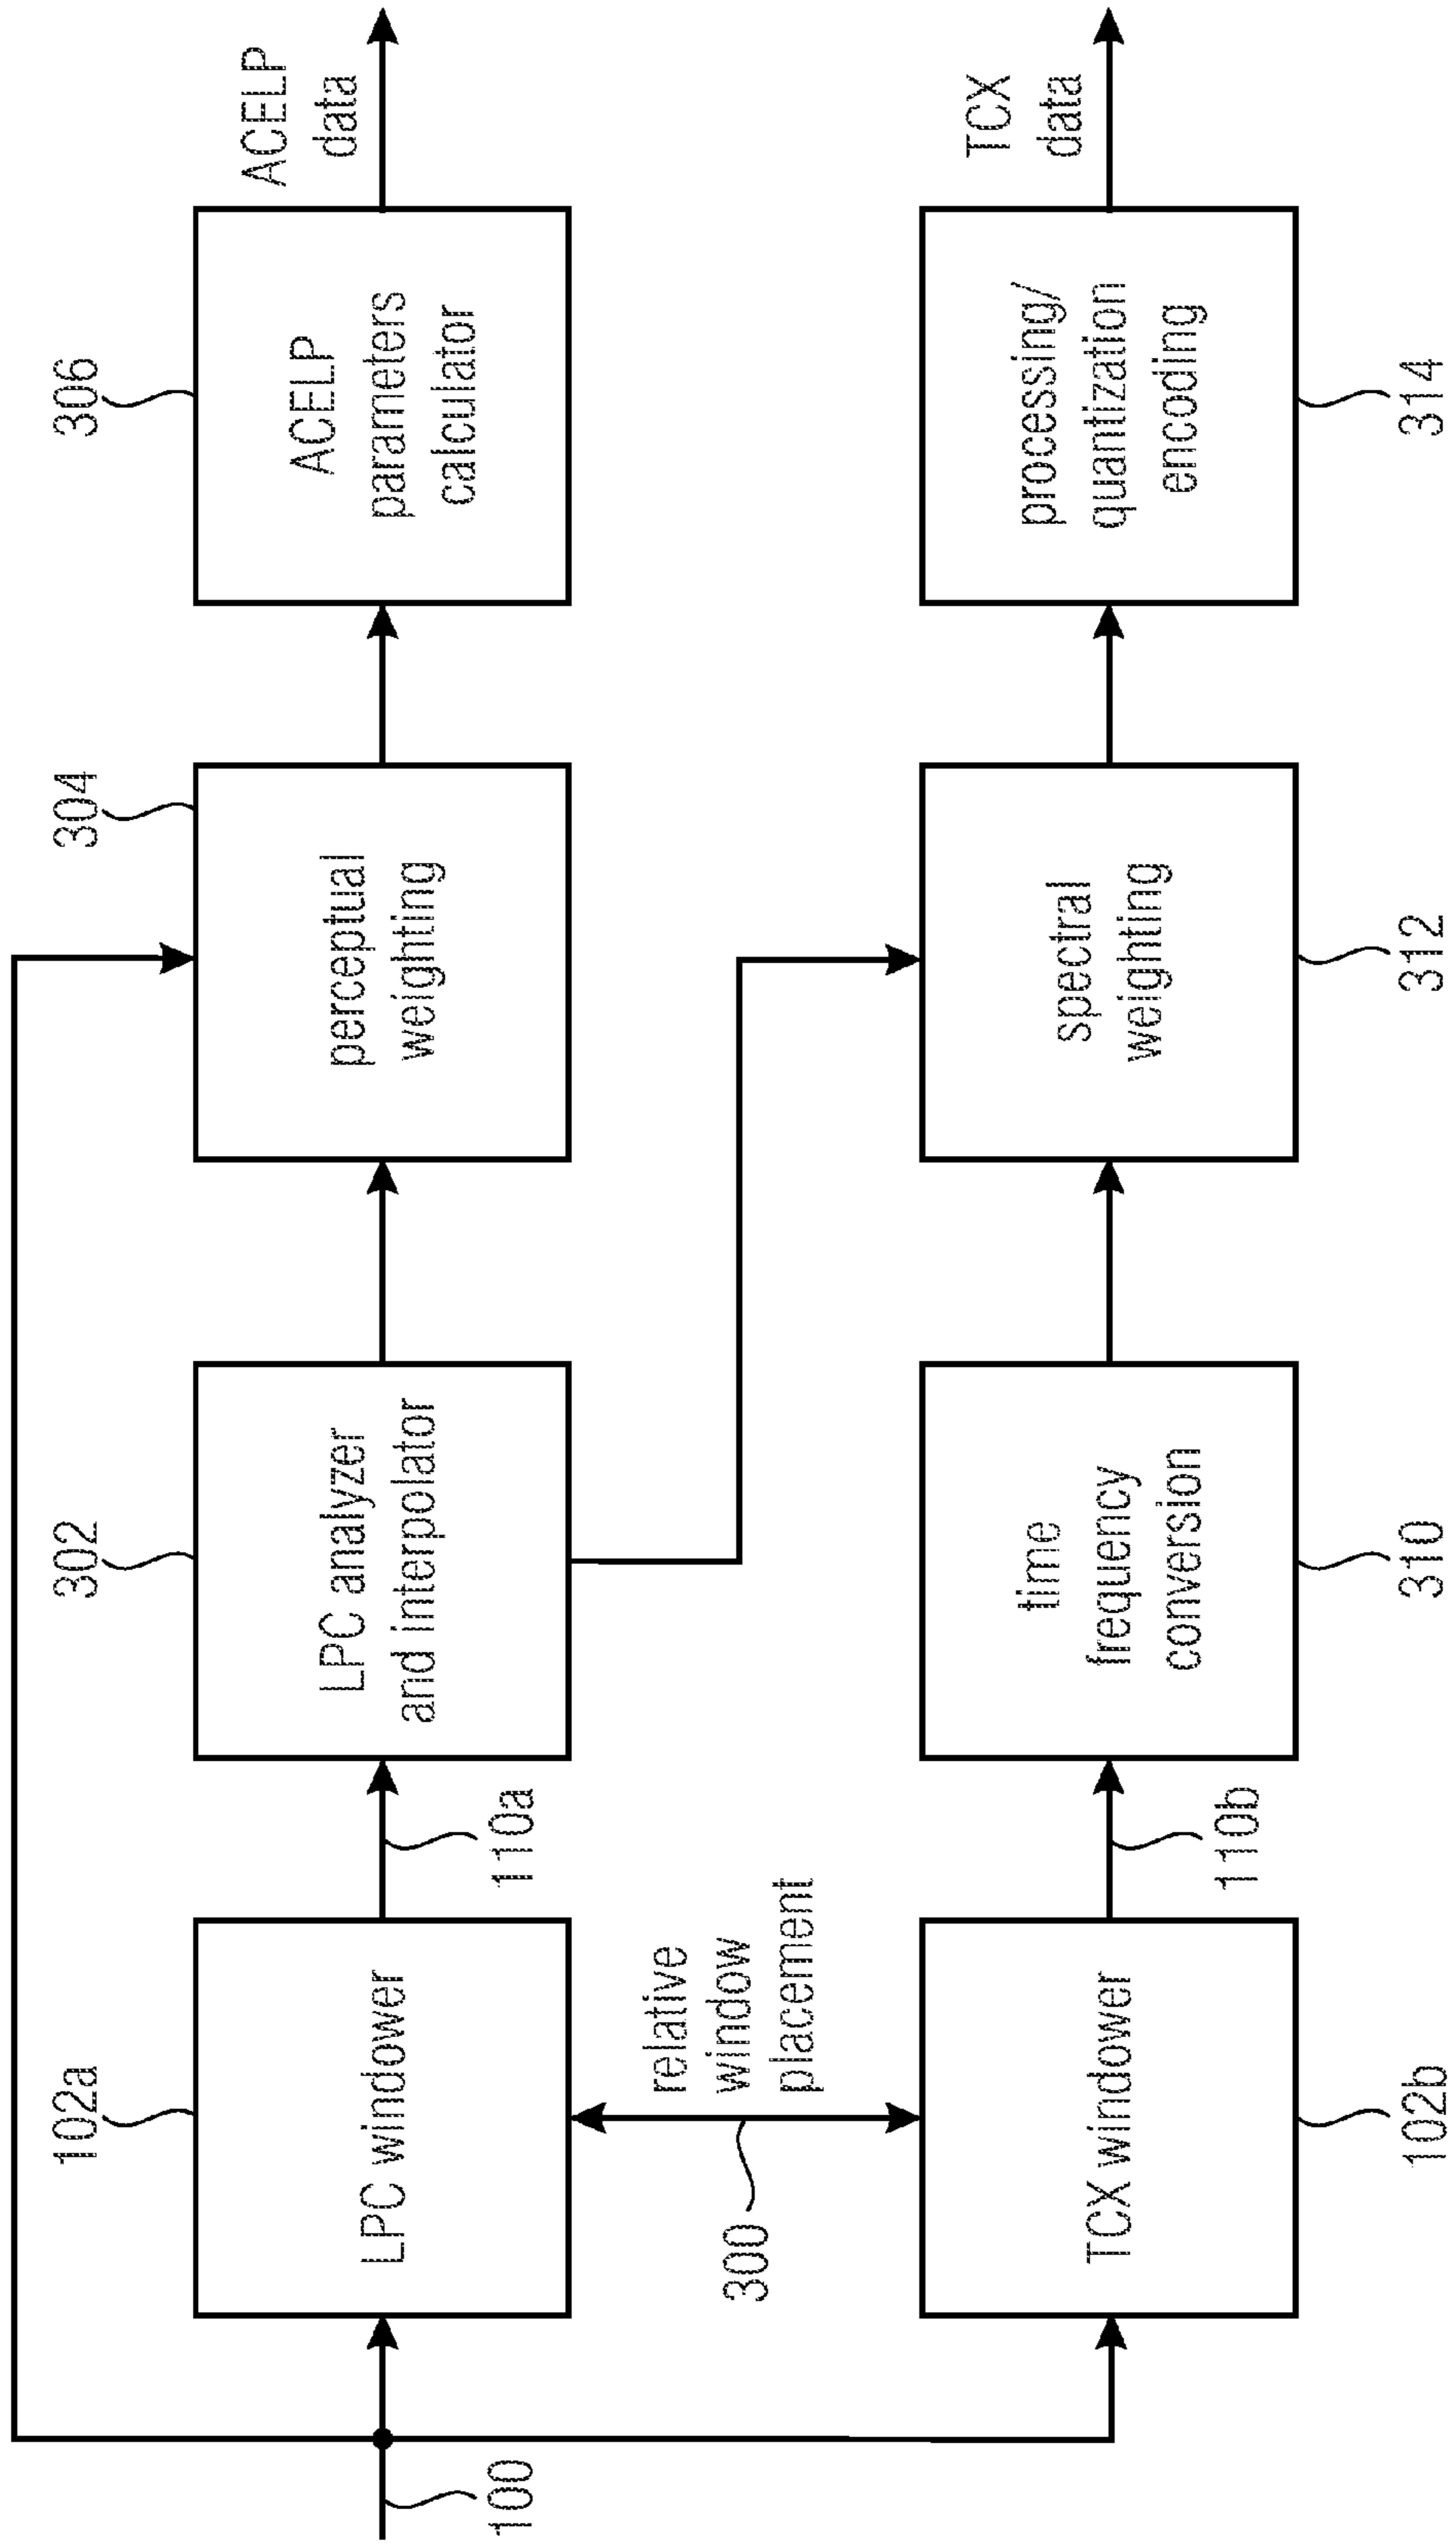 100
102a
LPC windower
110a
302
LPC analyzer
and interpolator
304
perceptual
weighting
306
ACELP
parameters
calculator
ACELP
data
300
relative
window
placement
TCX windower
102b
110b
time
frequency
conversion
310
spectral
weighting
312
processing/
quantization
encoding
314
TCX
data